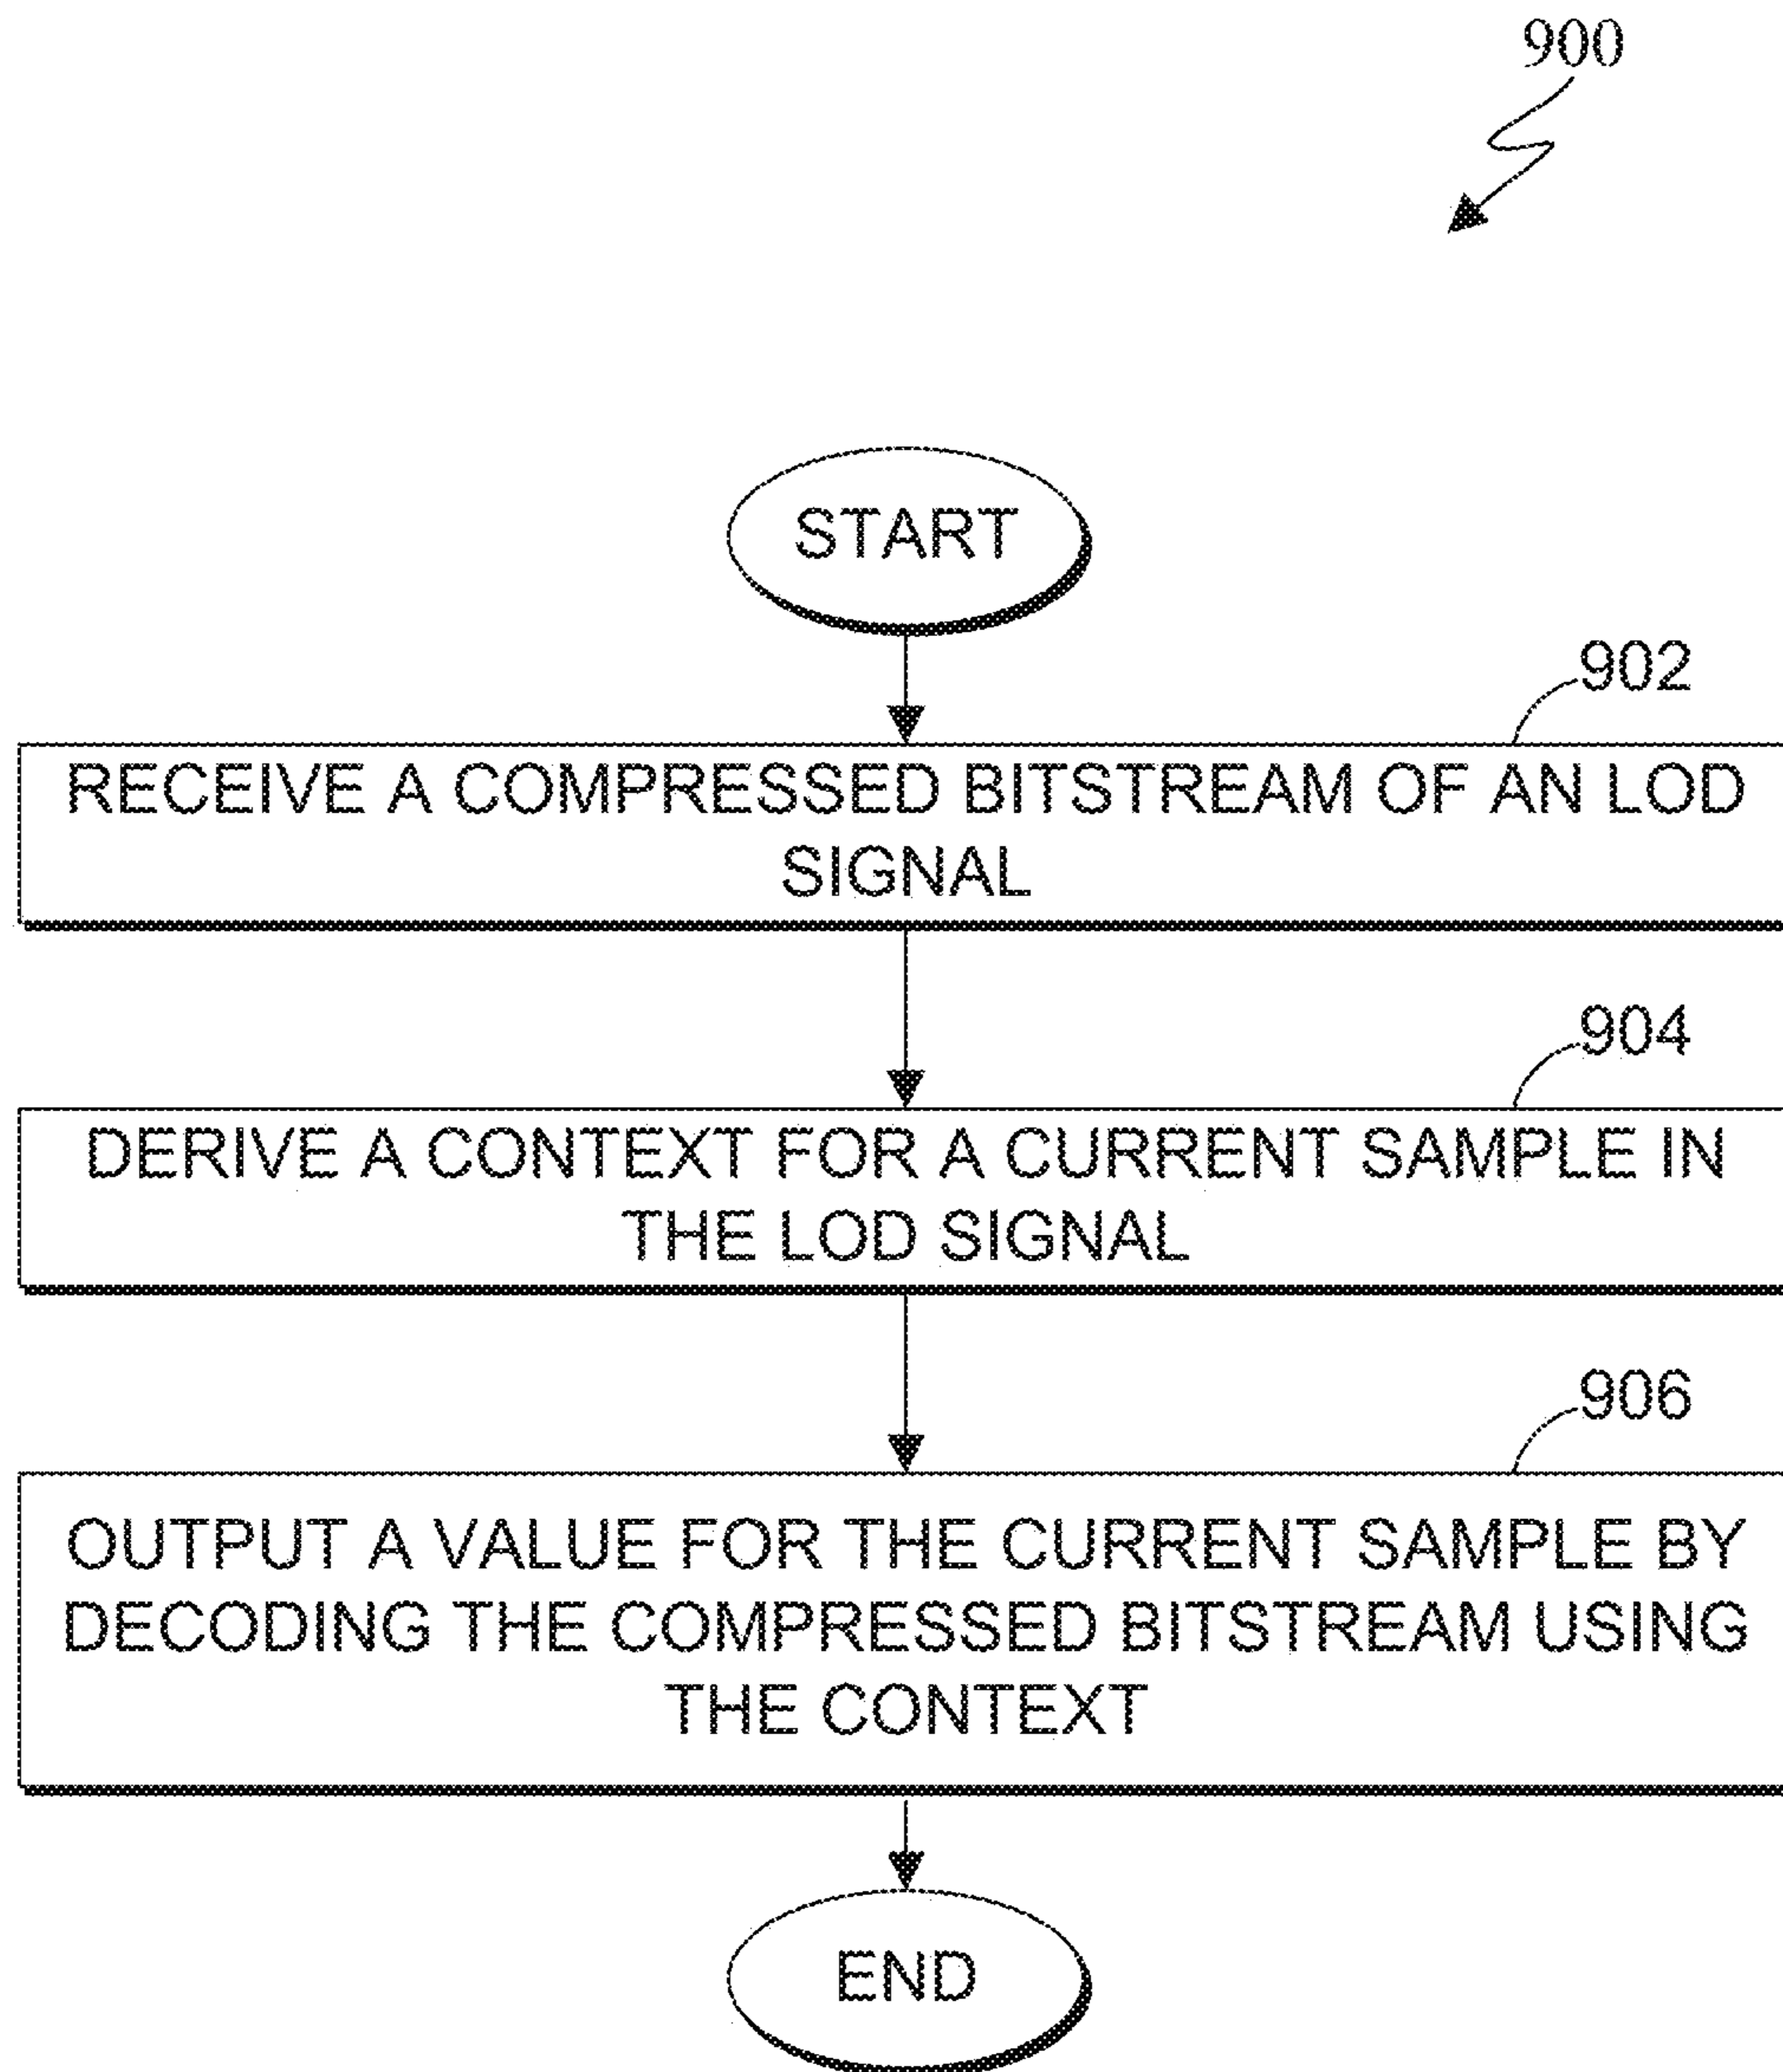 900
START
902
RECEIVE A COMPRESSED BITSTREAM OF AN LOD
SIGNAL
904
DERIVE A CONTEXT FOR A CURRENT SAMPLE IN
THE LOD SIGNAL
906
OUTPUT A VALUE FOR THE CURRENT SAMPLE BY
DECODING THE COMPRESSED BITSTREAM USING
THE CONTEXT
END